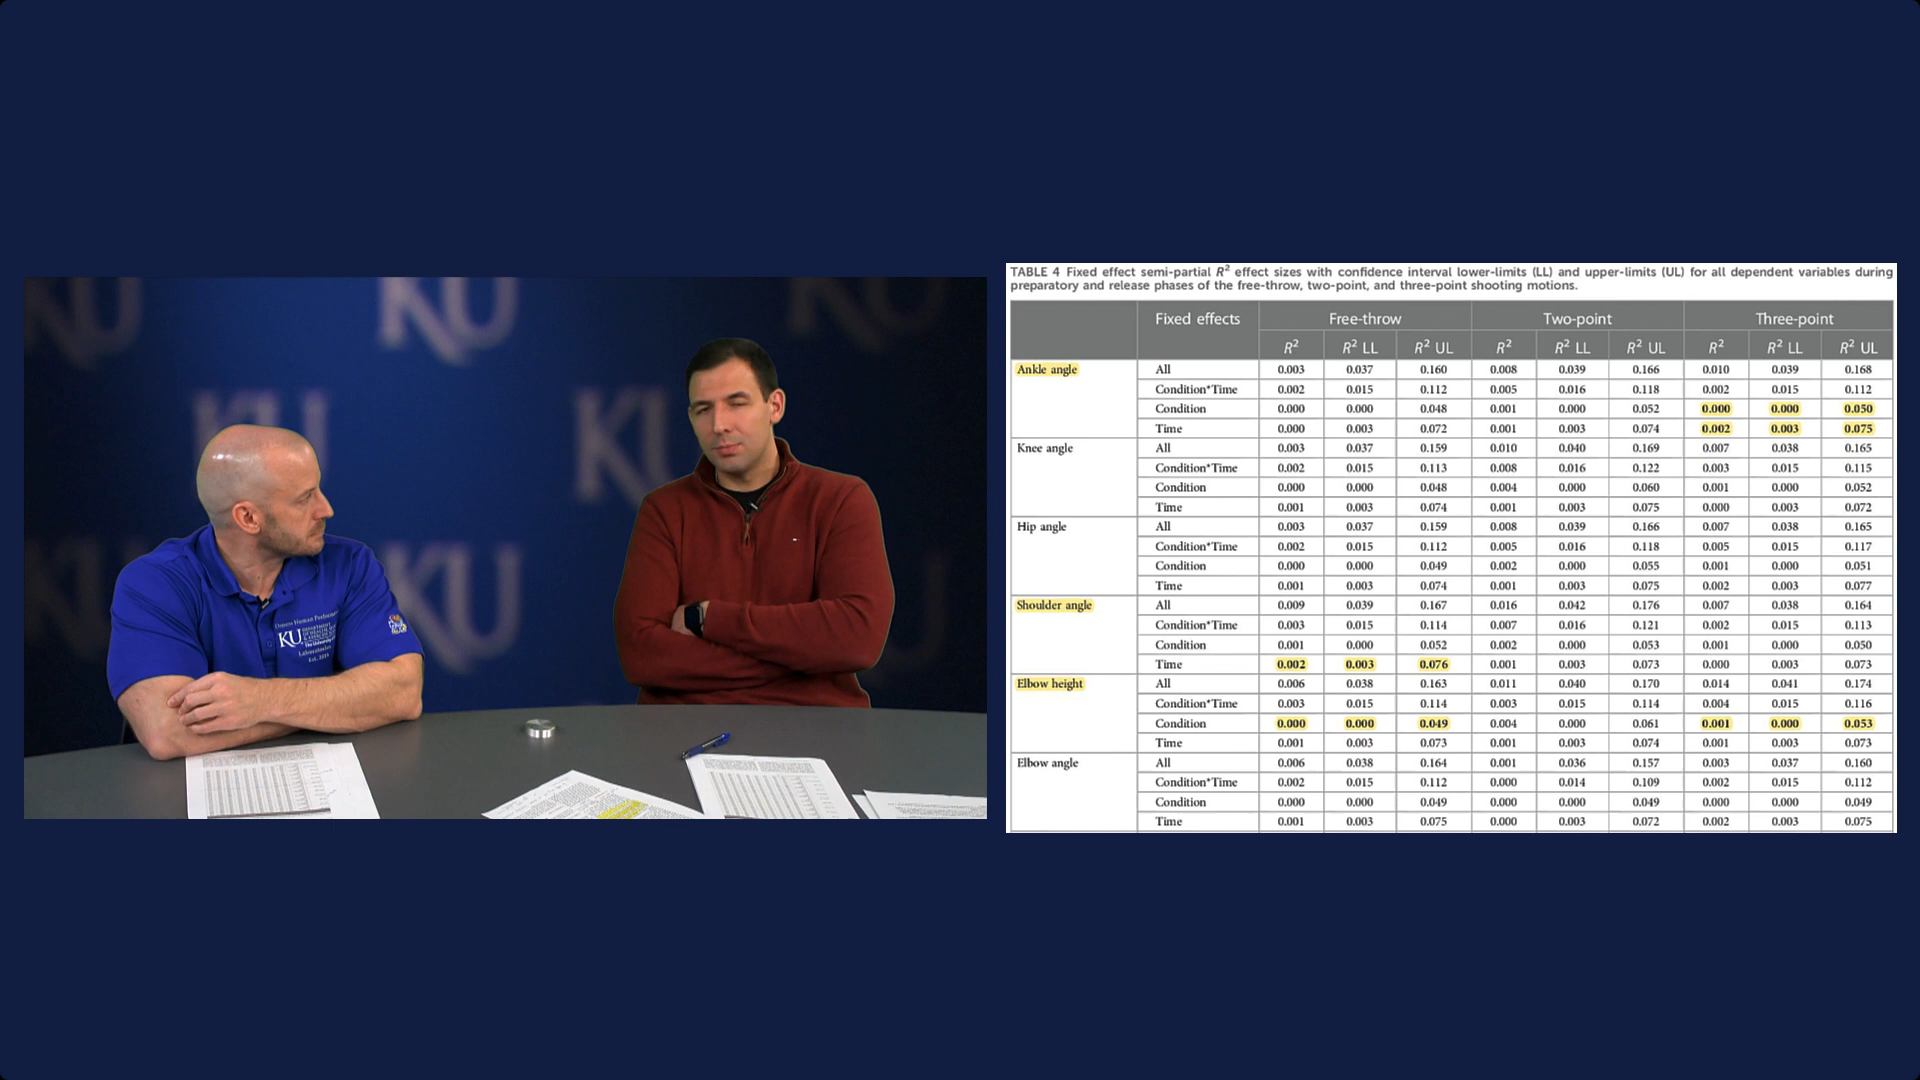 KU
KU
KU
KU
KU
KU
KU
DEPARTMENT
Laboratories
Est. 2013
TABLE 4 Fixed effect semi-partial R² effect sizes with confidence interval lower-limits (LL) and upper-limits (UL) for all dependent variables during
preparatory and release phases of the free-throw, two-point, and three-point shooting motions.
Fixed effects Free-throw Two-point Three-point
R² R² LL R² UL R² R² LL R² UL R² R² LL R² UL
Ankle angle All 0.003 0.037 0.160 0.008 0.039 0.166 0.010 0.039 0.168
Condition*Time 0.002 0.015 0.112 0.005 0.016 0.118 0.002 0.015 0.112
Condition 0.000 0.000 0.048 0.001 0.000 0.052 0.000 0.000 0.050
Time 0.000 0.003 0.072 0.001 0.003 0.074 0.002 0.003 0.075
Knee angle All 0.003 0.037 0.159 0.010 0.040 0.169 0.007 0.038 0.165
Condition*Time 0.002 0.015 0.113 0.008 0.016 0.122 0.003 0.015 0.115
Condition 0.000 0.000 0.048 0.004 0.000 0.060 0.001 0.000 0.052
Time 0.001 0.003 0.074 0.001 0.003 0.075 0.000 0.003 0.072
Hip angle All 0.003 0.037 0.159 0.008 0.039 0.166 0.007 0.038 0.165
Condition*Time 0.002 0.015 0.112 0.005 0.016 0.118 0.005 0.015 0.117
Condition 0.000 0.000 0.049 0.002 0.000 0.055 0.001 0.000 0.051
Time 0.001 0.003 0.074 0.001 0.003 0.075 0.002 0.003 0.077
Shoulder angle All 0.009 0.039 0.167 0.016 0.042 0.176 0.007 0.038 0.164
Condition*Time 0.003 0.015 0.114 0.007 0.016 0.121 0.002 0.015 0.113
Condition 0.001 0.000 0.052 0.002 0.000 0.053 0.001 0.000 0.050
Time 0.002 0.003 0.076 0.001 0.003 0.073 0.000 0.003 0.073
Elbow height All 0.006 0.038 0.163 0.011 0.040 0.170 0.014 0.041 0.174
Condition*Time 0.003 0.015 0.114 0.003 0.015 0.114 0.004 0.015 0.116
Condition 0.000 0.000 0.049 0.004 0.000 0.061 0.001 0.000 0.053
Time 0.001 0.003 0.073 0.001 0.003 0.074 0.001 0.003 0.073
Elbow angle All 0.006 0.038 0.164 0.001 0.036 0.157 0.003 0.037 0.160
Condition*Time 0.002 0.015 0.112 0.000 0.014 0.109 0.002 0.015 0.112
Condition 0.000 0.000 0.049 0.000 0.000 0.049 0.000 0.000 0.049
Time 0.001 0.003 0.075 0.000 0.003 0.072 0.002 0.003 0.075